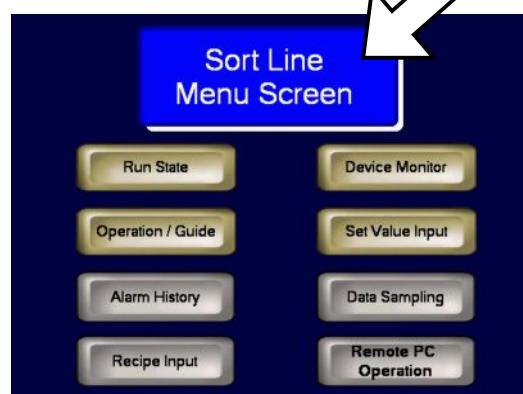 Sort Line
Menu Screen
Run State
Device Monitor
Operation / Guide
Set Value Input
Alarm History
Data Sampling
Recipe Input
Remote PC
Operation